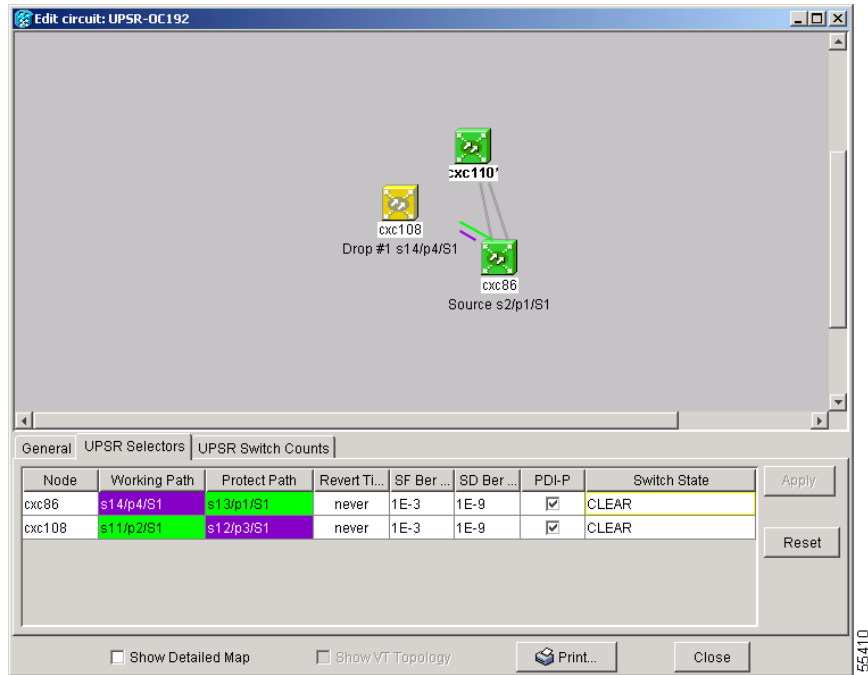 Edit circuit: UPSR-OC192
cxc110*
cxc108
Drop #1 s14/p4/S1
cxc86
Source s2/p1/S1
General UPSR Selectors UPSR Switch Counts
Node Working Path Protect Path Revert Ti... SF Ber ... SD Ber ... PDI-P Switch State Apply
cxc86 s14/p4/S1 s13/p1/S1 never 1E-3 1E-9 CLEAR
cxc108 s11/p2/S1 s12/p3/S1 never 1E-3 1E-9 CLEAR
Reset
Show Detailed Map Show VT Topology Print... Close
55410